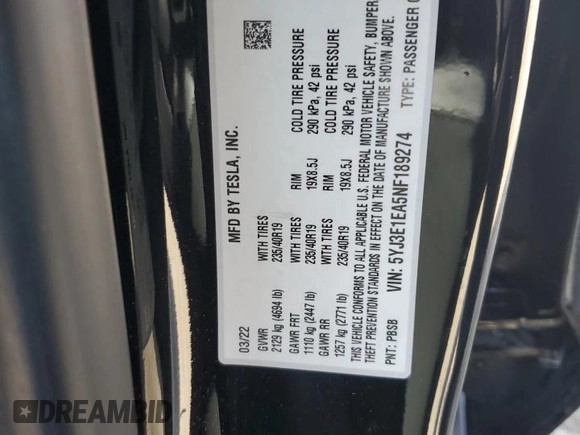 MFD BY TESLA, INC.
03/22
GVWR
2129 kg (4694 lb)
WITH TIRES
235/40R19
RIM
19X8.5J
COLD TIRE PRESSURE
290 kPa, 42 psi
GAWR FRT
1110 kg (2447 lb)
WITH TIRES
235/40R19
RIM
19X8.5J
COLD TIRE PRESSURE
290 kPa, 42 psi
GAWR RR
1257 kg (2771 lb)
THIS VEHICLE CONFORMS TO ALL APPLICABLE U.S. FEDERAL MOTOR VEHICLE SAFETY, BUMPER
THEFT PREVENTION STANDARDS IN EFFECT ON THE DATE OF MANUFACTURE SHOWN ABOVE.
VIN: 5YJ3E1EA5NF189274
PNT: PBSB
TYPE: PASSENGER
DREAMBID